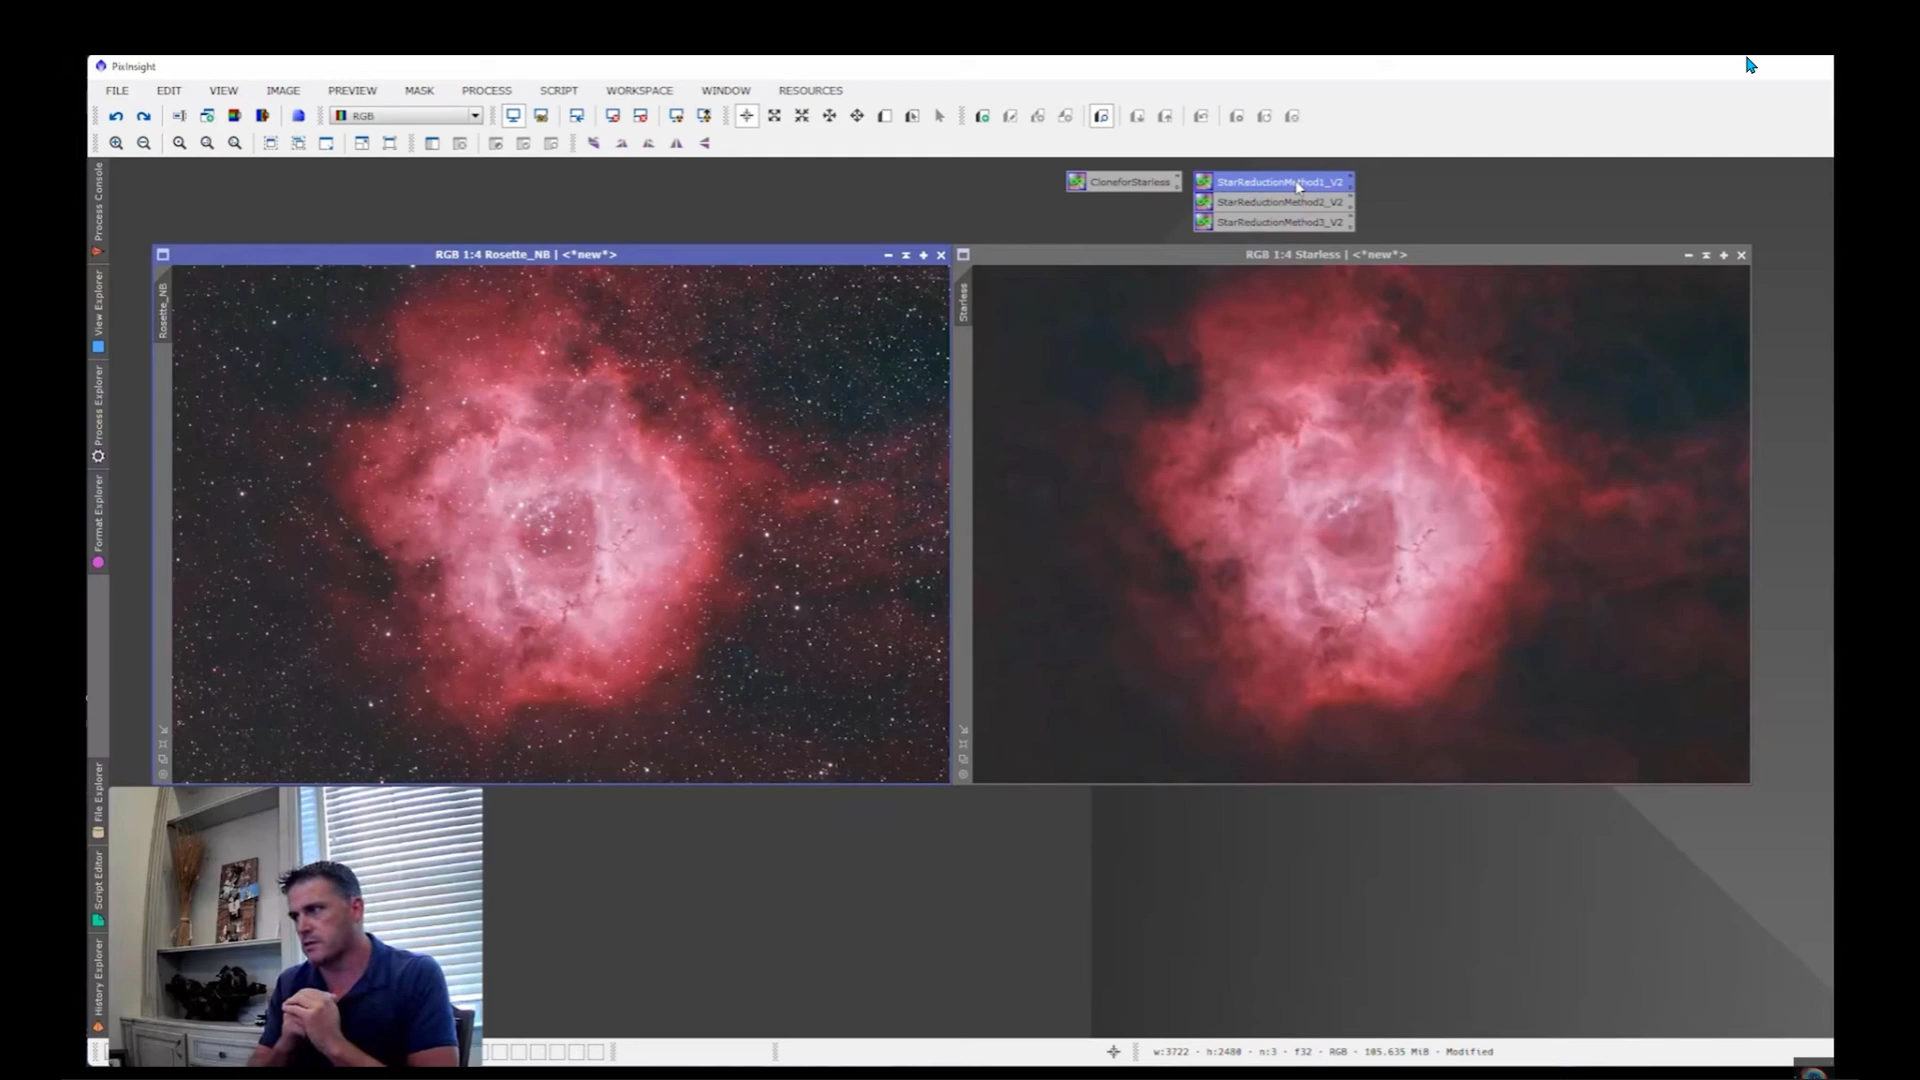 PixInsight
FILE EDIT VIEW IMAGE PREVIEW MASK PROCESS SCRIPT WORKSPACE WINDOW RESOURCES
RGB
CloneforStarless
StarReductionMethod1_V2
StarReductionMethod2_V2
StarReductionMethod3_V2
RGB 1:4 Rosette_NB | <*new*>
RGB 1:4 Starless | <*new*>
Rosette_NB
Starless
Process Console
View Explorer
Process Explorer
Format Explorer
File Explorer
Script Editor
History Explorer
w:3722 · h:2480 · n:3 · f32 · RGB · 105.635 MiB · Modified